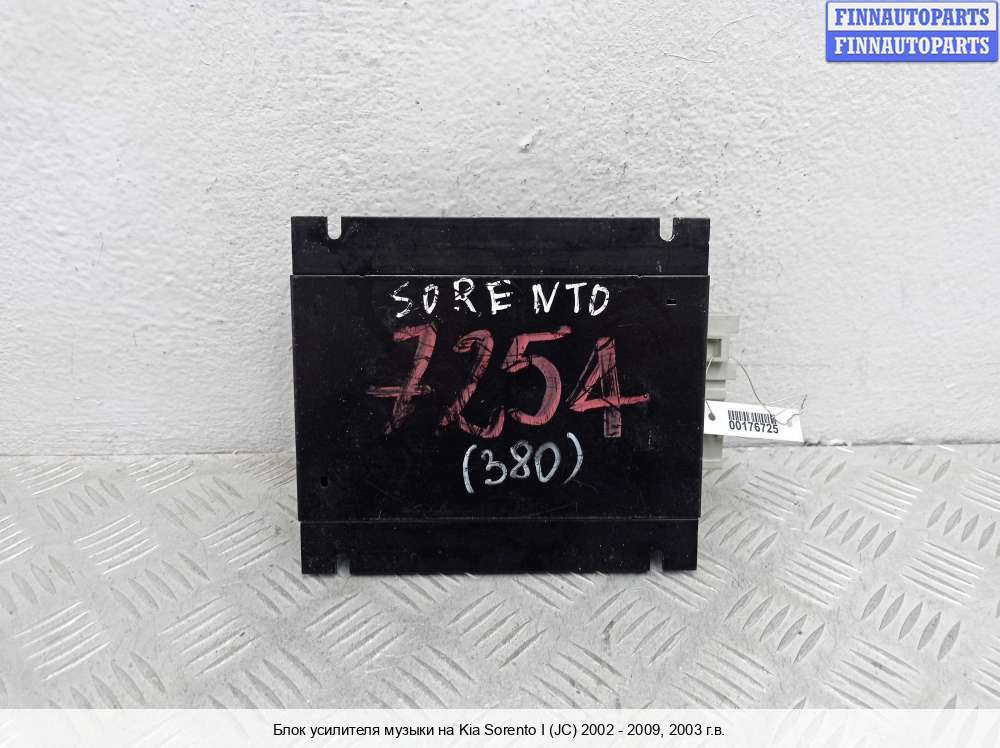 FINNAUTOPARTS
FINNAUTOPARTS
SORENTO
7254
(380)
00176725
Блок усилителя музыки на Kia Sorento I (JC) 2002 - 2009, 2003 г.в.